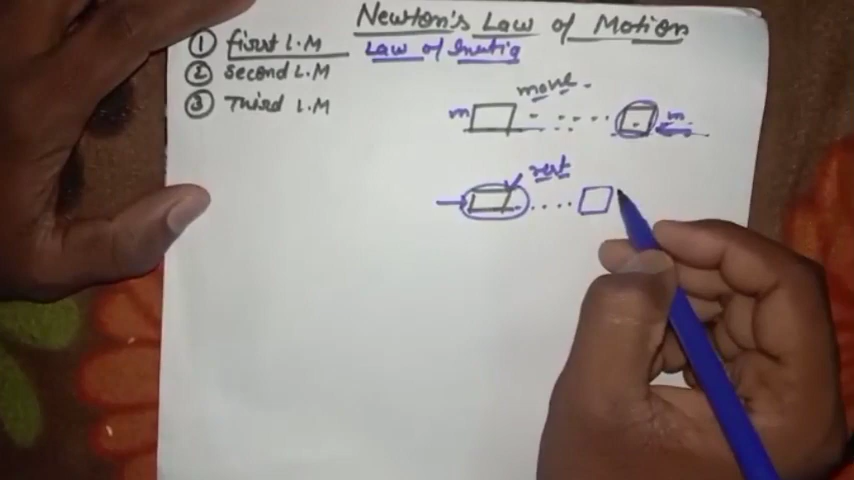 Newton's Law of Motion
① first L.M Law of Inertia
② second L.M
③ Third L.M
move
m m
rest